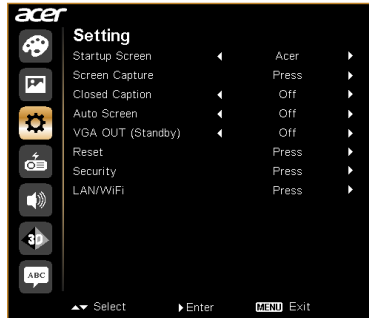 acer
Setting
Startup Screen Acer
Screen Capture Press
Closed Caption Off
Auto Screen Off
VGA OUT (Standby) Off
Reset Press
Security Press
LAN/WiFi Press
3D
ABC
Select Enter MENU Exit